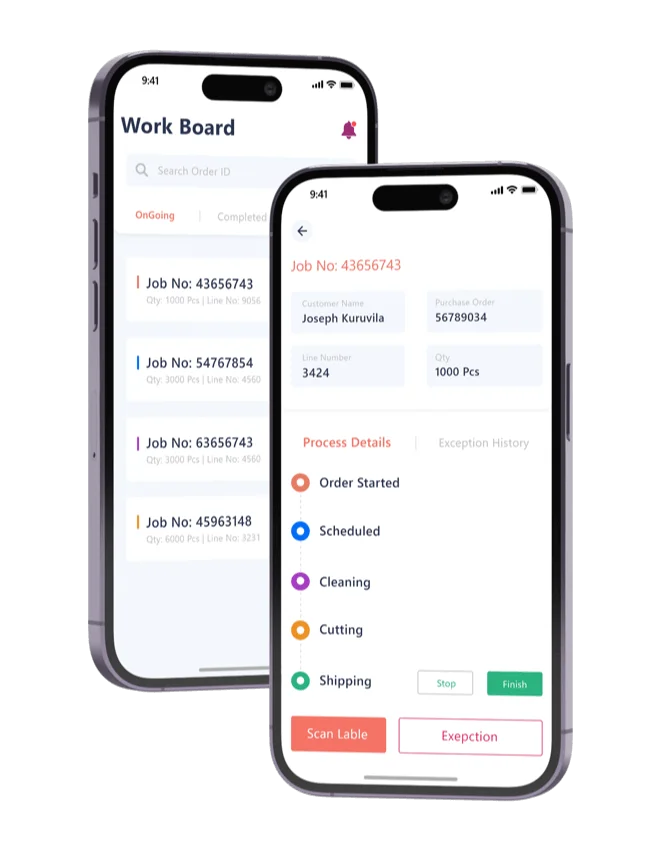 9:41
Work Board
Search Order ID
OnGoing | Completed
Job No: 43656743
Qty: 1000 Pcs | Line No: 9056
Job No: 54767854
Qty: 3000 Pcs | Line No: 4560
Job No: 63656743
Qty: 3000 Pcs | Line No: 4560
Job No: 45963148
Qty: 6000 Pcs | Line No: 3231
9:41
Job No: 43656743
Customer Name
Joseph Kuruvila
Purchase Order
56789034
Line Number
3424
Qty
1000 Pcs
Process Details | Exception History
Order Started
Scheduled
Cleaning
Cutting
Shipping
Stop
Finish
Scan Lable
Exepction